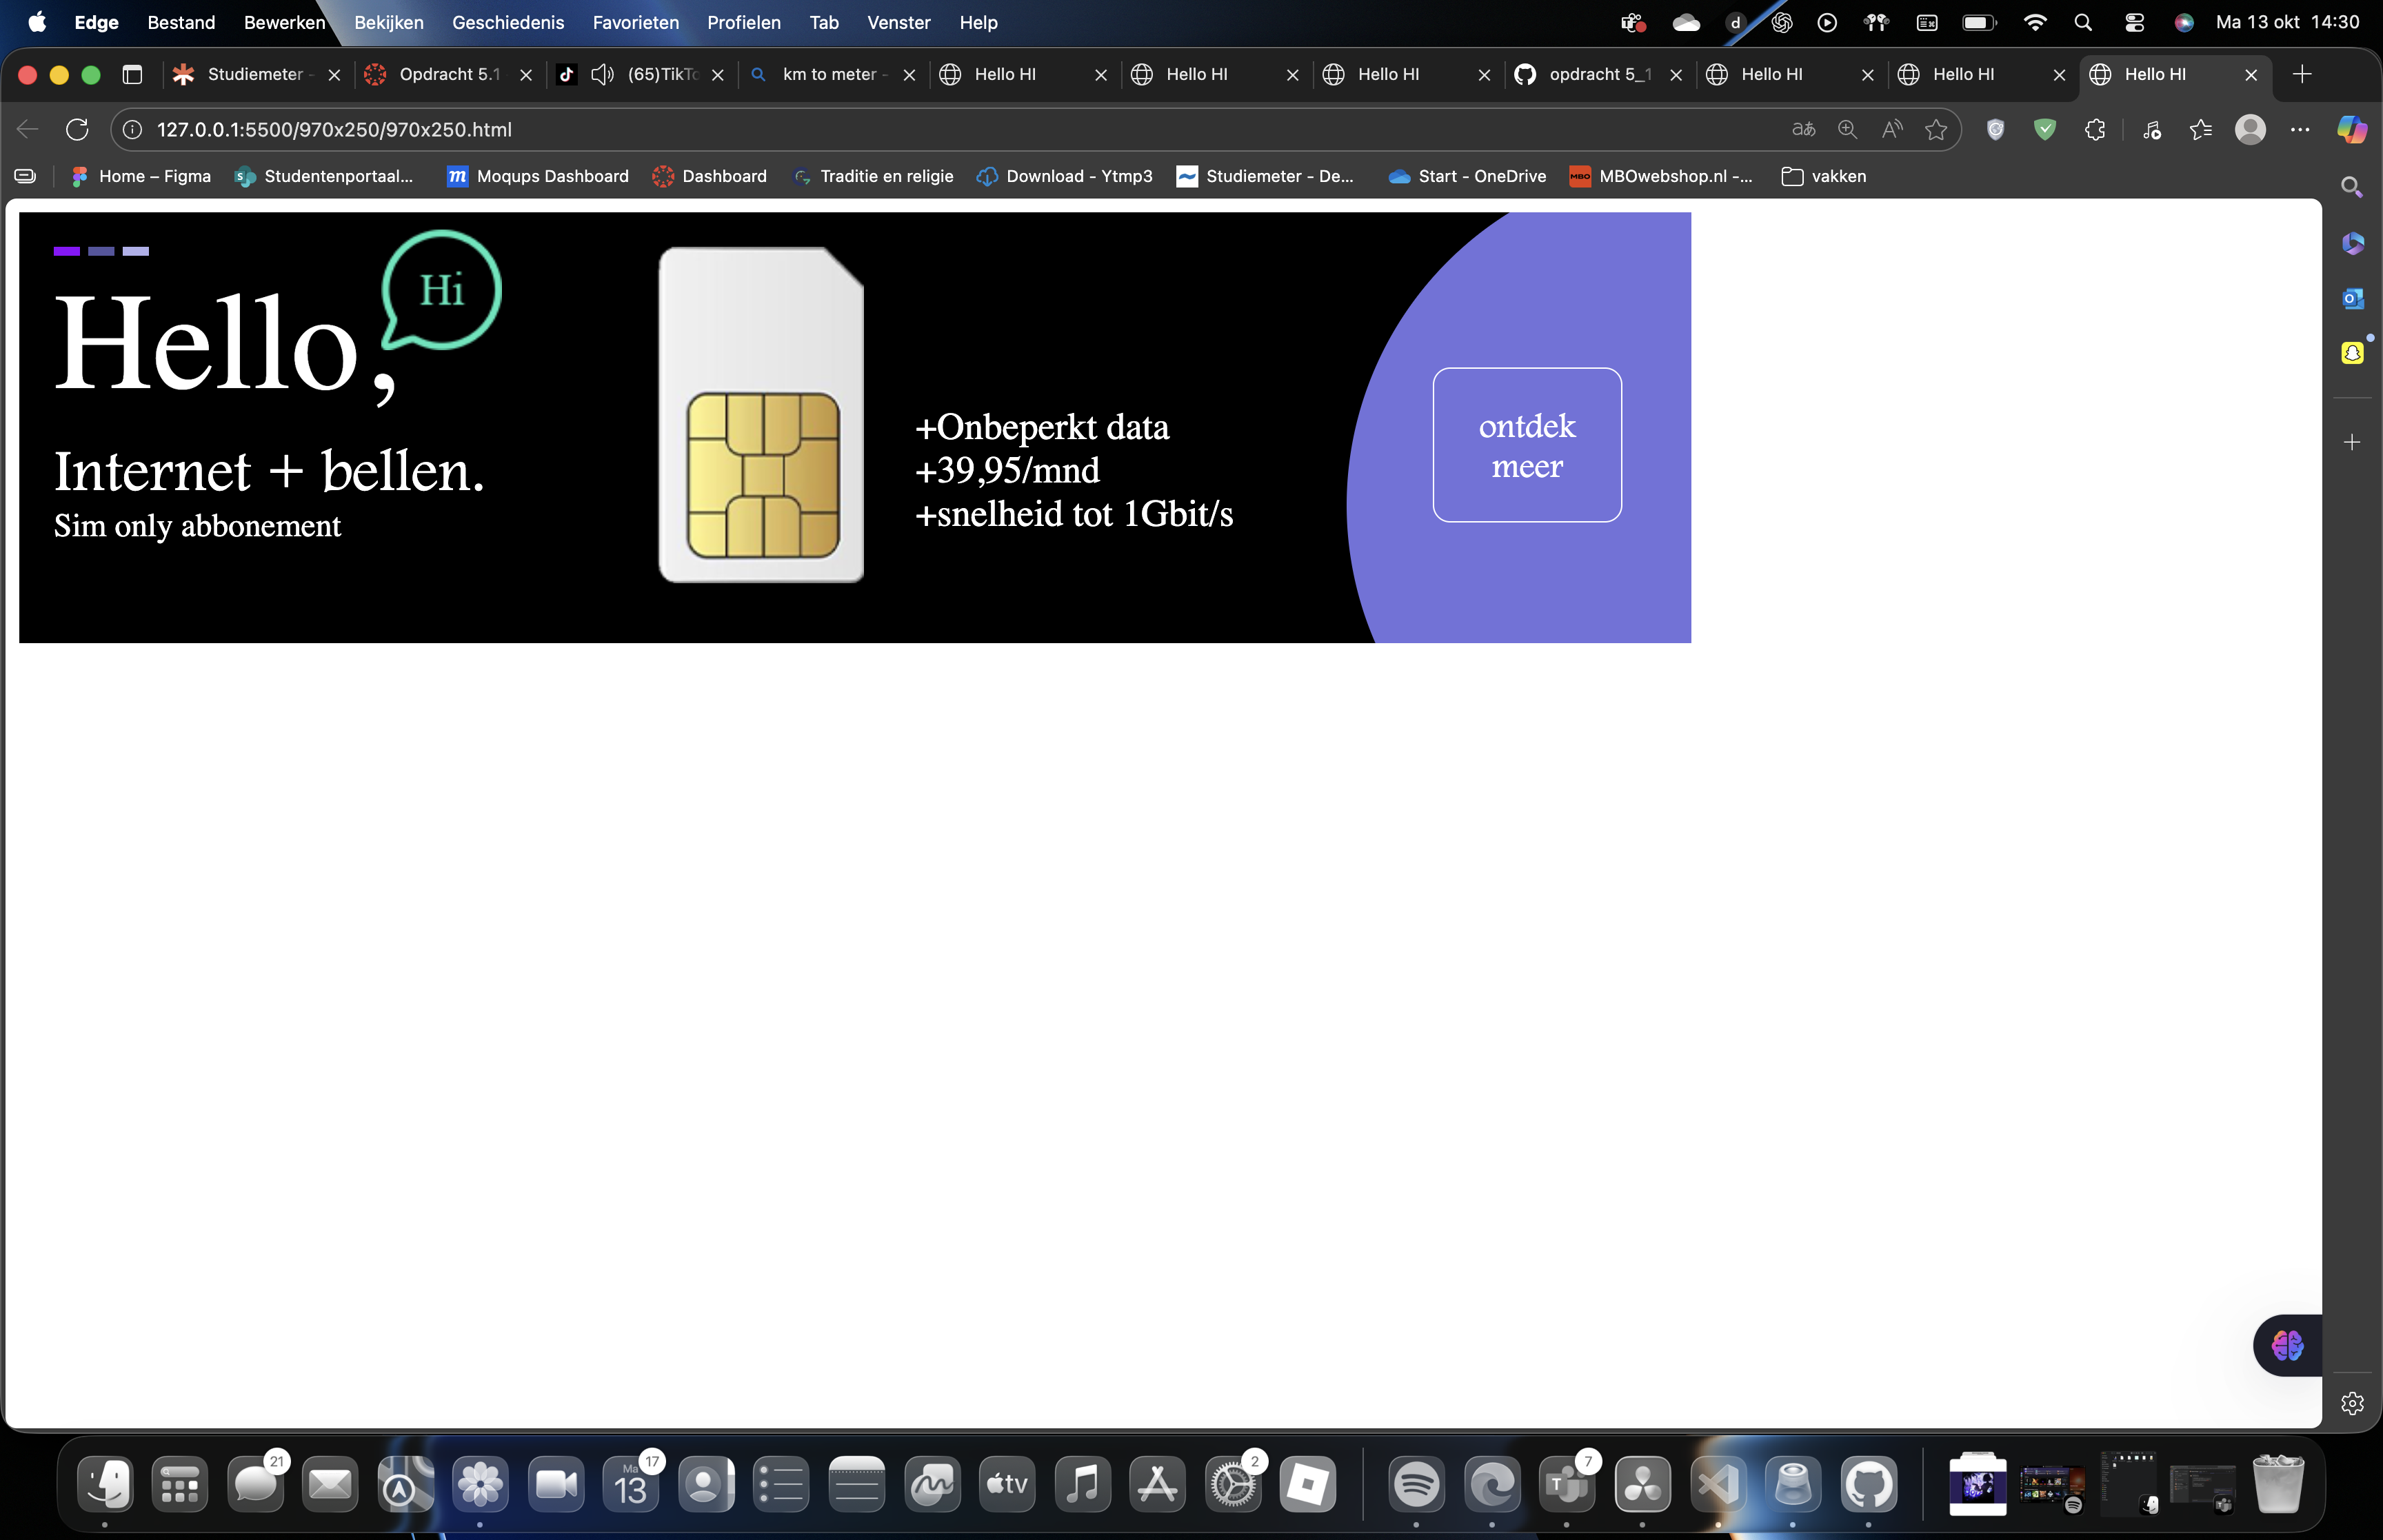 Edge Bestand Bewerken Bekijken Geschiedenis Favorieten Profielen Tab Venster Help d Ma 13 okt 14:30
Studiemeter - Opdracht 5.1 (65)TikTo km to meter - Hello HI Hello HI Hello HI opdracht 5_1 Hello HI Hello HI Hello HI
127.0.0.1:5500/970x250/970x250.html
Home – Figma Studentenportaal... Moqups Dashboard Dashboard Traditie en religie Download - Ytmp3 Studiemeter - De... Start - OneDrive MBO MBOwebshop.nl -... vakken
Hi
Hello,
Internet + bellen.
Sim only abbonement
+Onbeperkt data
+39,95/mnd
+snelheid tot 1Gbit/s
ontdek
meer
21
Ma
13
17
tv
2
7